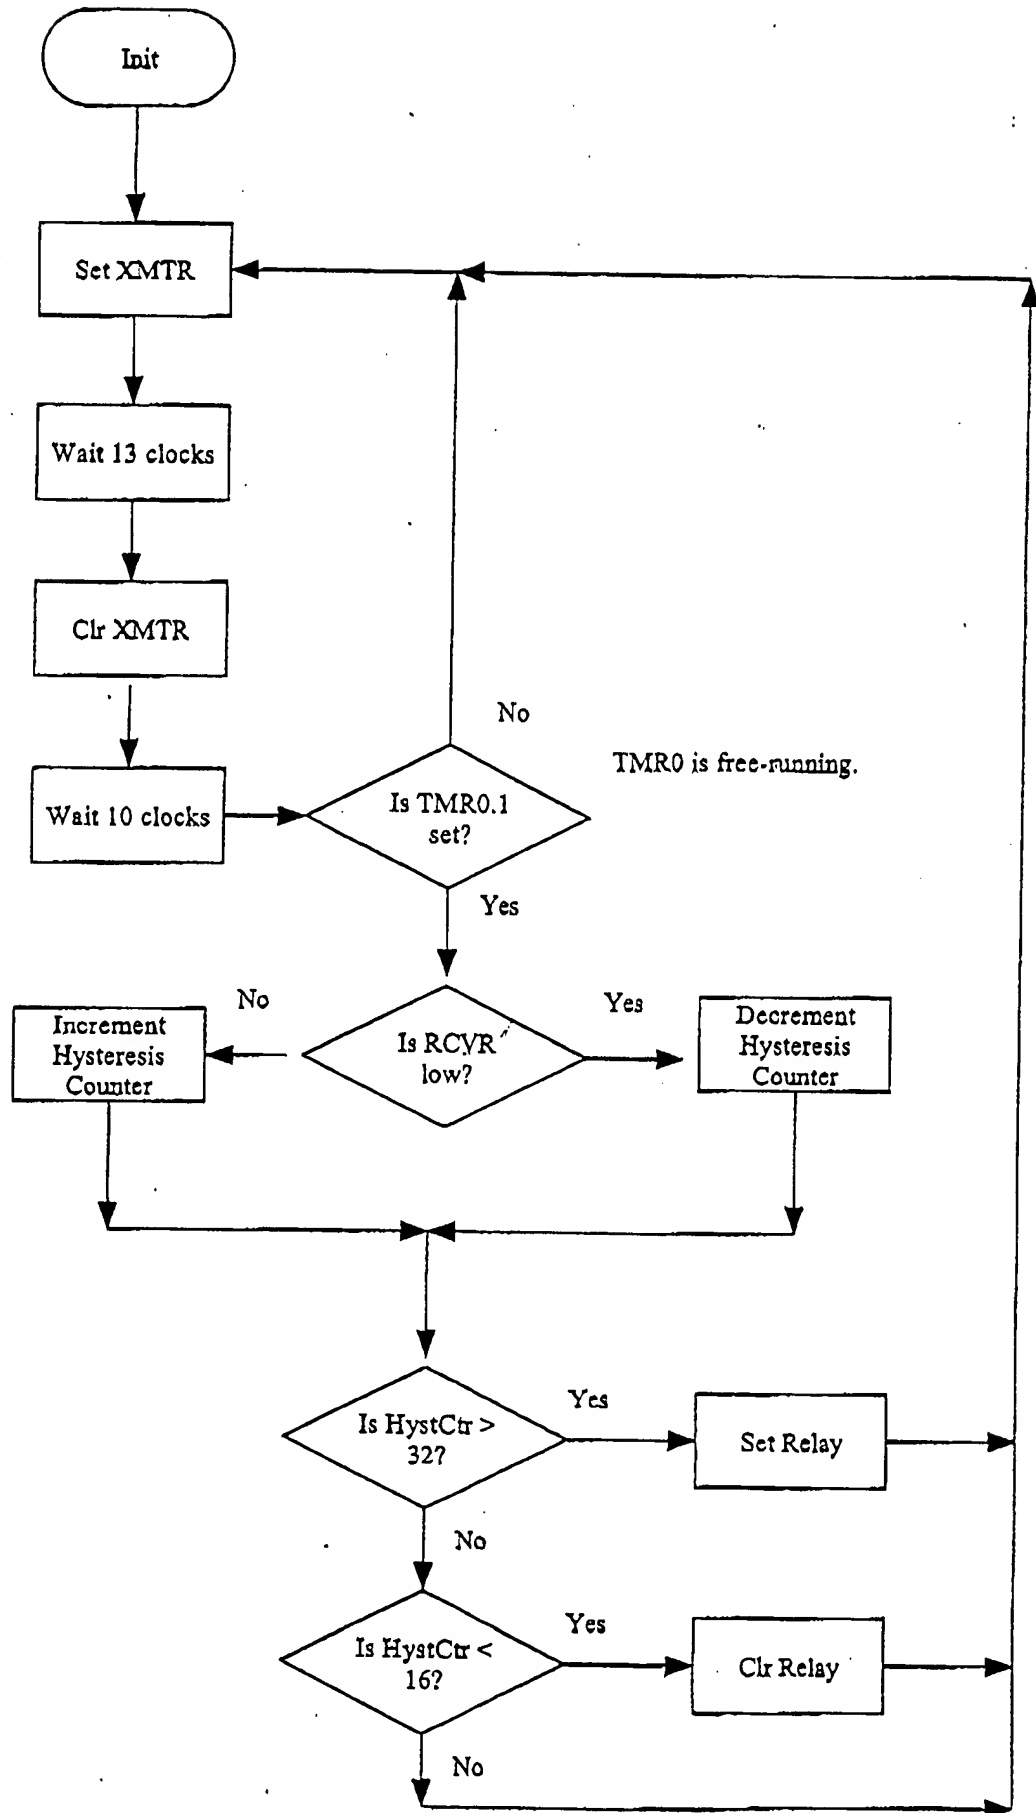 Init
Set XMTR
Wait 13 clocks
Clr XMTR
No
TMR0 is free-running.
Wait 10 clocks
Is TMR0.1
set?
Yes
No
Yes
Increment
Hysteresis
Counter
Is RCVR
low?
Decrement
Hysteresis
Counter
Yes
Is HystCtr >
32?
Set Relay
No
Yes
Is HystCtr <
16?
Clr Relay
No